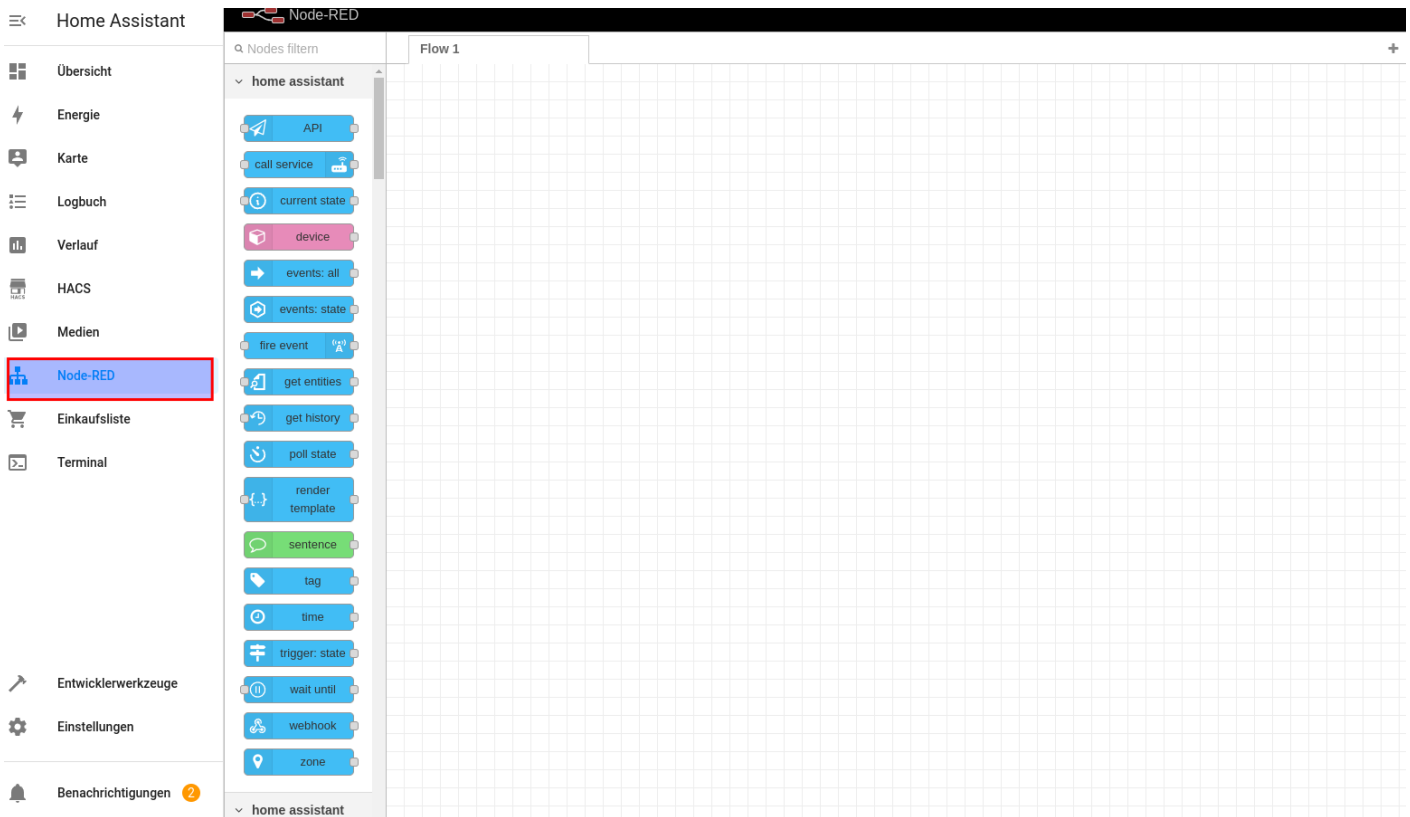 Home Assistant
Übersicht
Energie
Karte
Logbuch
Verlauf
HACS
HACS
Medien
Node-RED
Einkaufsliste
Terminal
Entwicklerwerkzeuge
Einstellungen
Benachrichtigungen 2
Node-RED
Nodes filtern
home assistant
API
call service
current state
device
events: all
events: state
fire event
get entities
get history
poll state
{...} render
template
sentence
tag
time
trigger: state
wait until
webhook
zone
home assistant
Flow 1
+